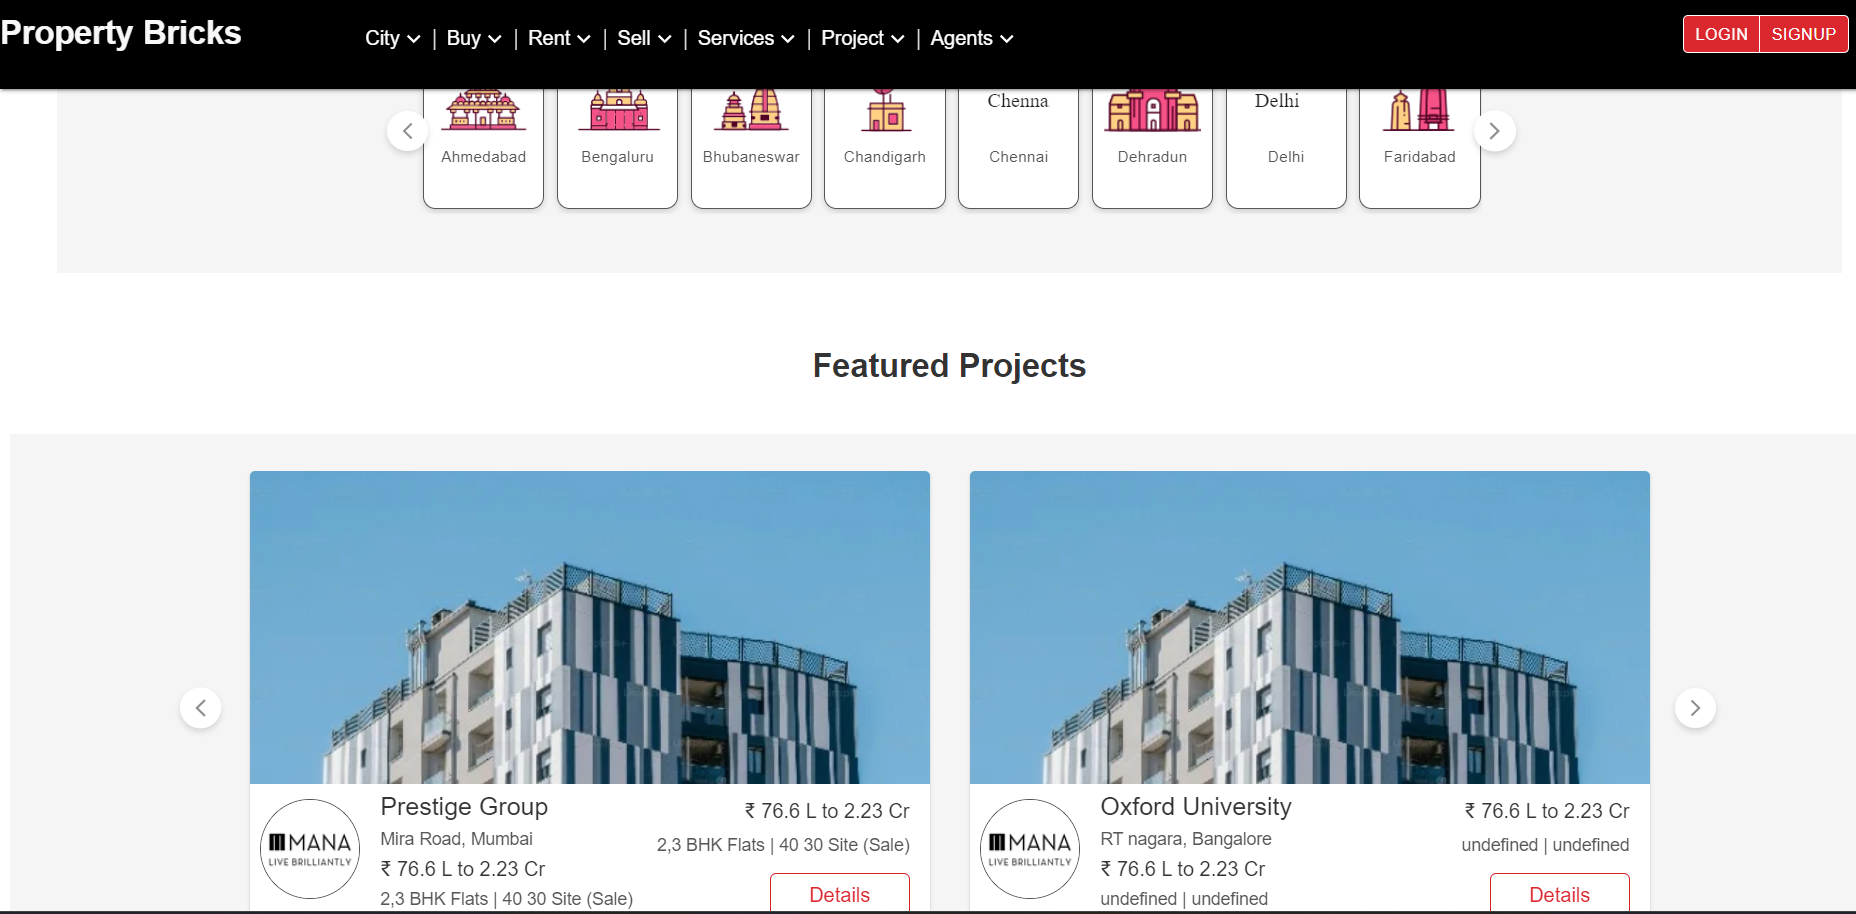 Property Bricks
City | Buy | Rent | Sell | Services | Project | Agents
LOGIN SIGNUP
Chenna
Delhi
Ahmedabad
Bengaluru
Bhubaneswar
Chandigarh
Chennai
Dehradun
Delhi
Faridabad
Featured Projects
MANA
LIVE BRILLIANTLY
Prestige Group
Mira Road, Mumbai
₹ 76.6 L to 2.23 Cr
2,3 BHK Flats | 40 30 Site (Sale)
₹ 76.6 L to 2.23 Cr
2,3 BHK Flats | 40 30 Site (Sale)
Details
MANA
LIVE BRILLIANTLY
Oxford University
RT nagara, Bangalore
₹ 76.6 L to 2.23 Cr
undefined | undefined
₹ 76.6 L to 2.23 Cr
undefined | undefined
Details